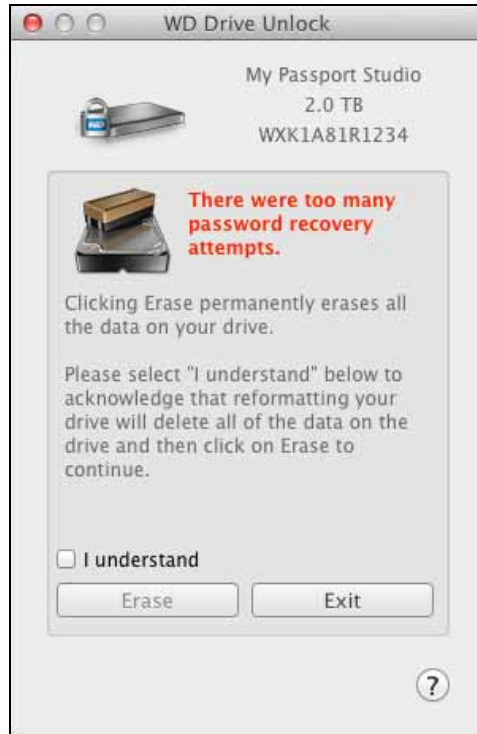 WD Drive Unlock
My Passport Studio
2.0 TB
WXK1A81R1234
WD
There were too many
password recovery
attempts.
Clicking Erase permanently erases all
the data on your drive.
Please select "I understand" below to
acknowledge that reformatting your
drive will delete all of the data on the
drive and then click on Erase to
continue.
I understand
Erase
Exit
?